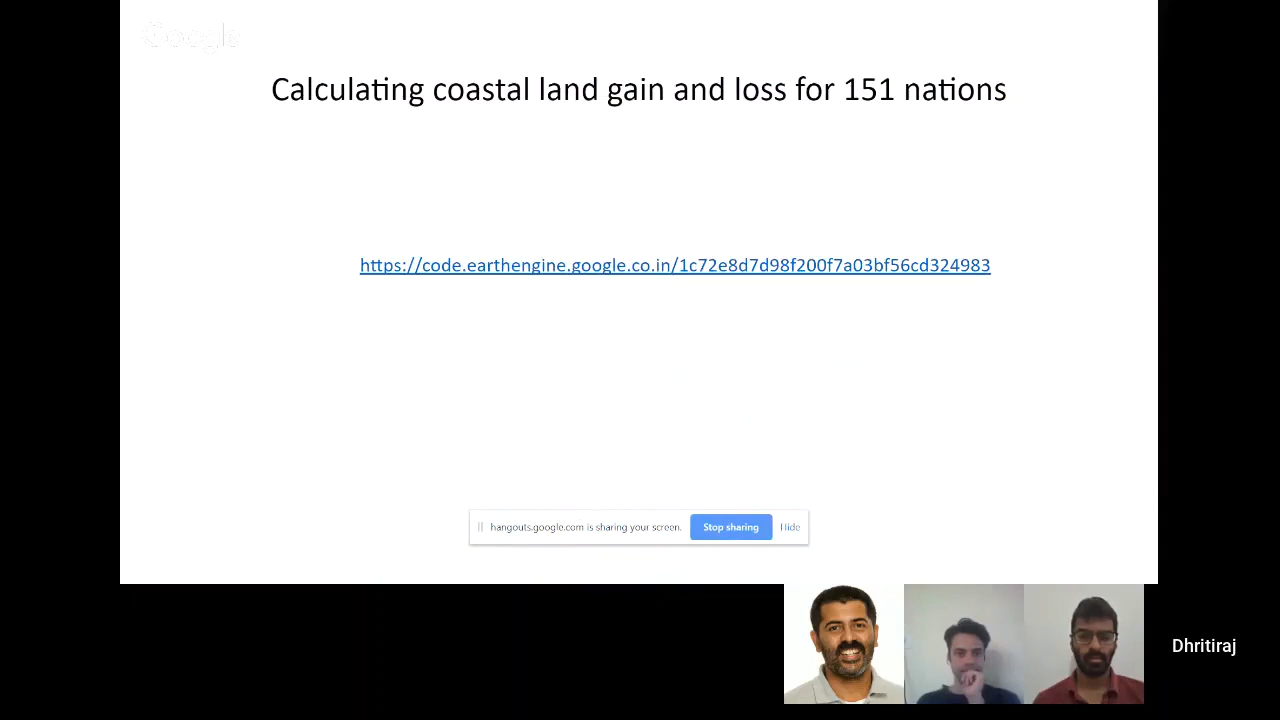 Google
Calculating coastal land gain and loss for 151 nations
https://code.earthengine.google.co.in/1c72e8d7d98f200f7a03bf56cd324983
hangouts.google.com is sharing your screen. Stop sharing Hide
Dhritiraj